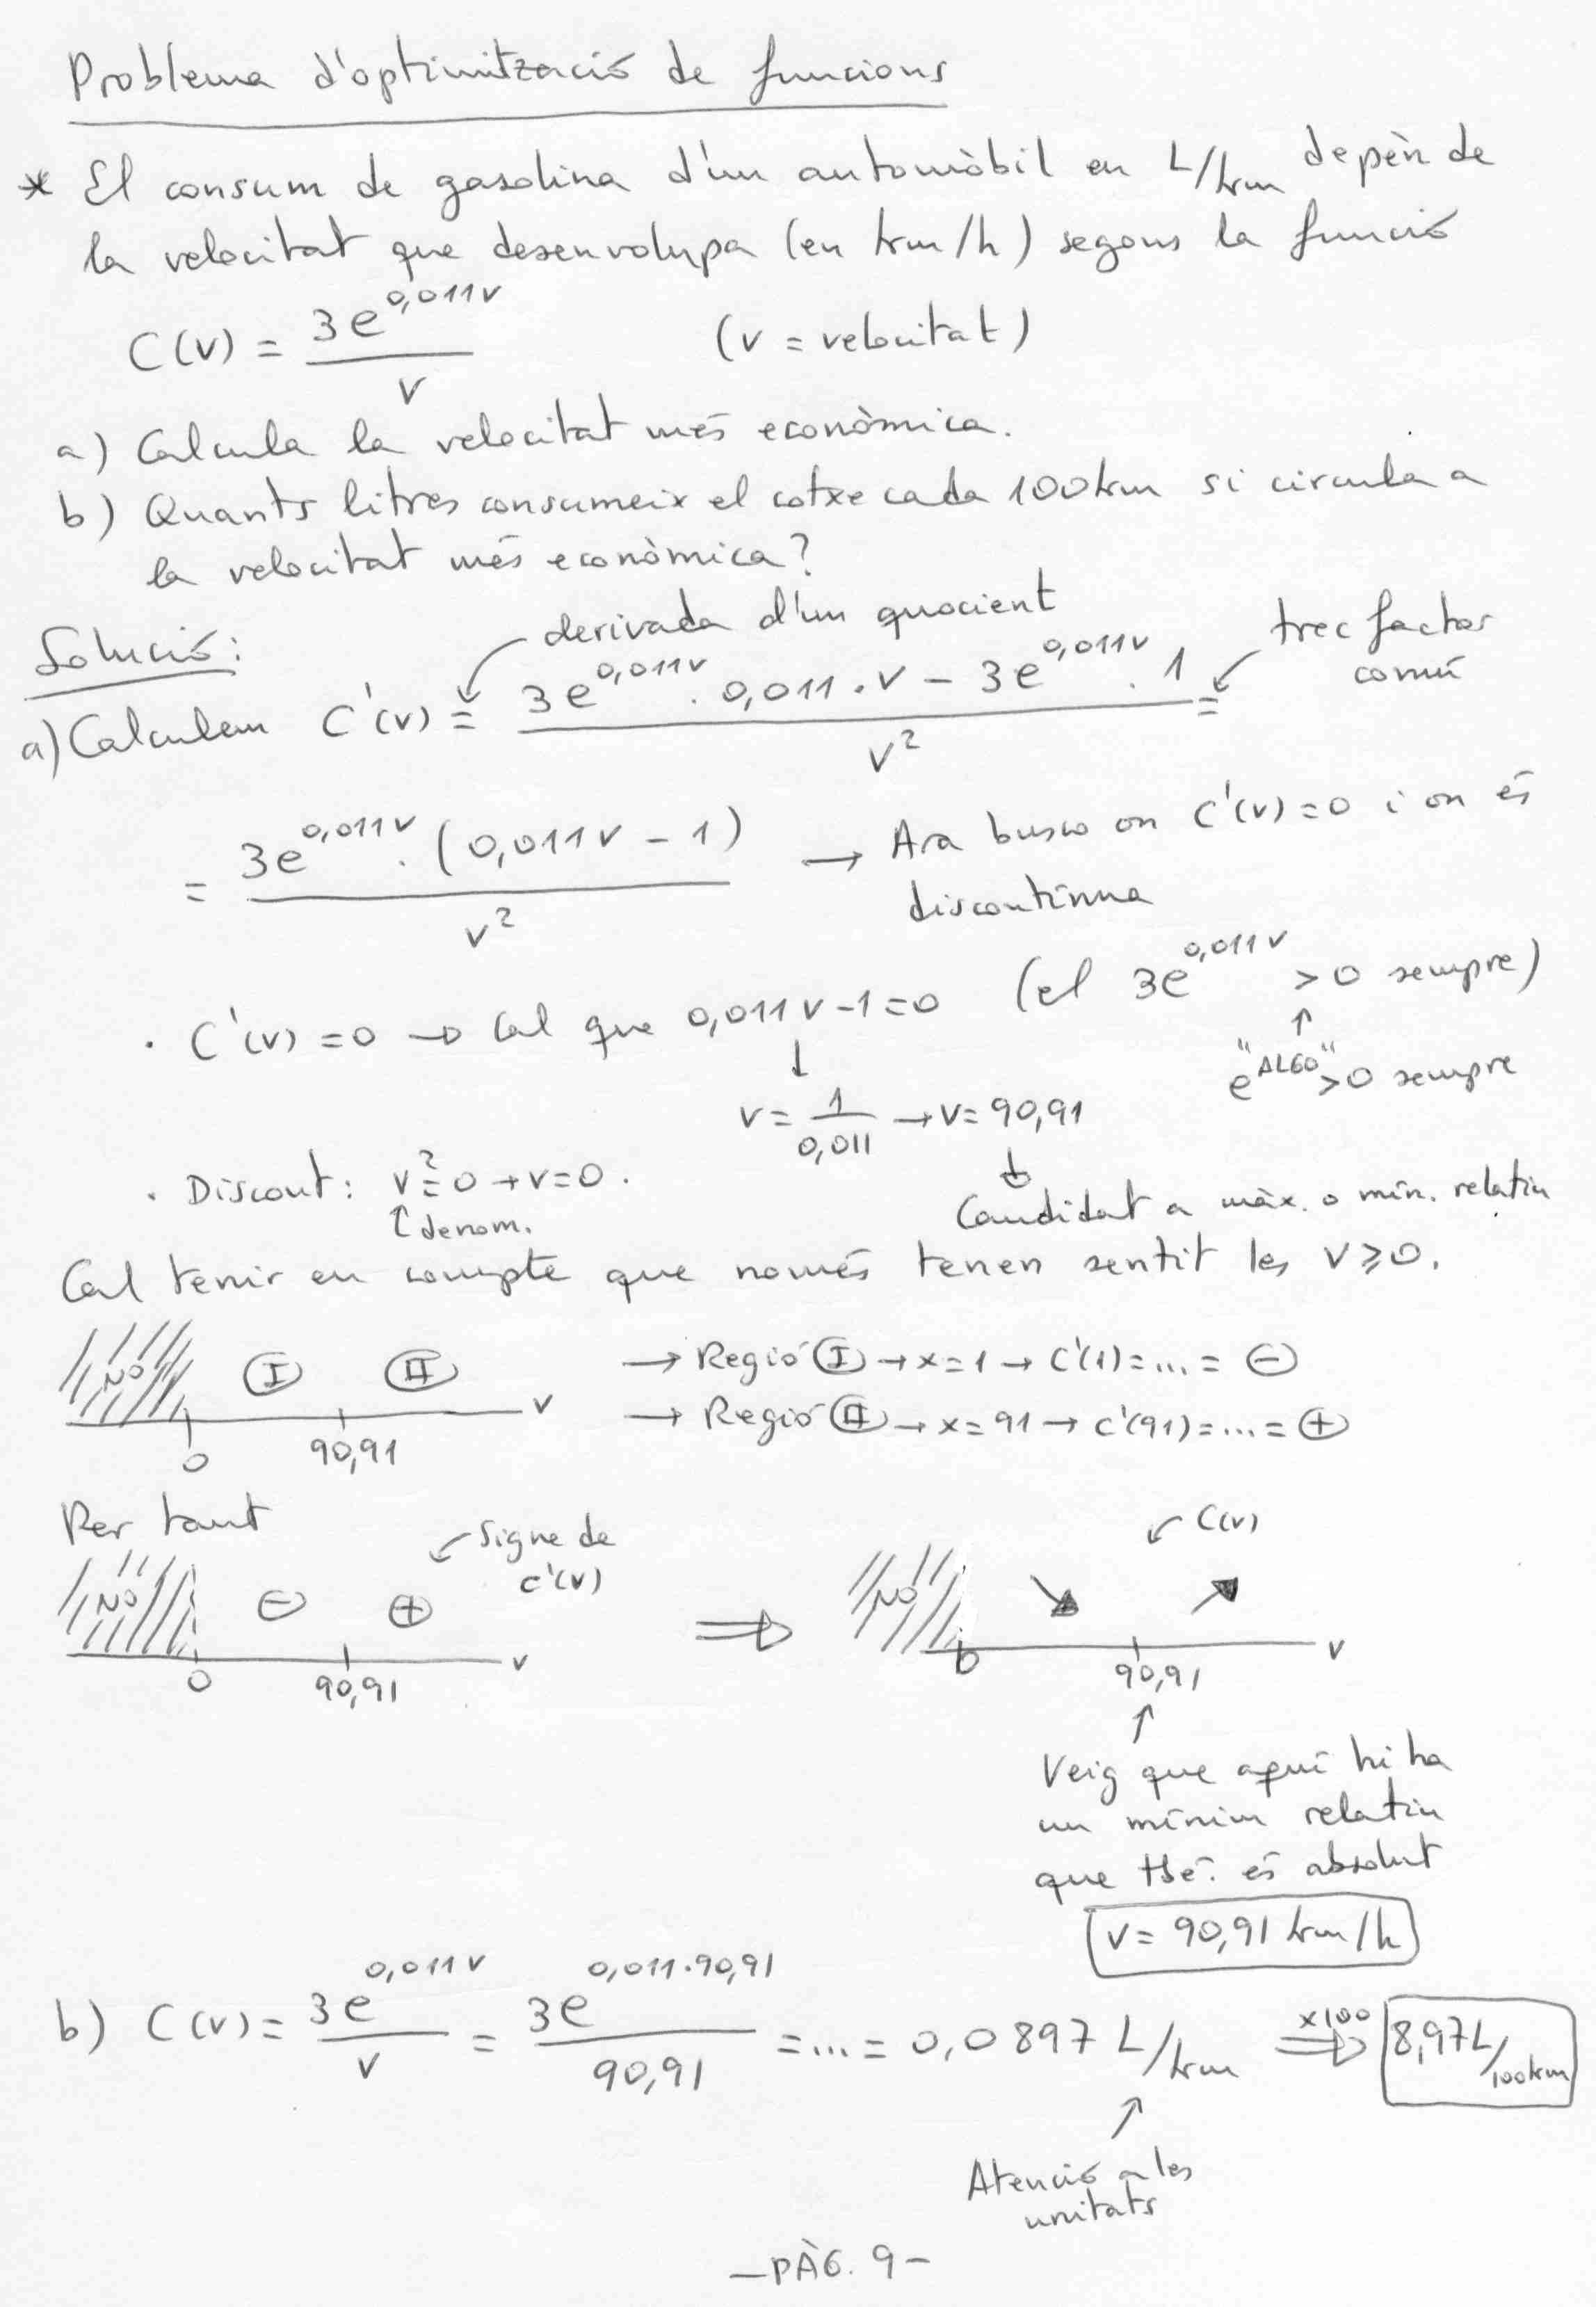 Problema d'optimització de funcions
* El consum de gasolina d'un automòbil en L/km depèn de
la velocitat que desenvolupa (en km/h) segons la funció
C(v) = 3e^0,011v / v (v = velocitat)
a) Calcula la velocitat més econòmica.
b) Quants litres consumeix el cotxe cada 100km si circula a
la velocitat més econòmica?
Solució:
derivada d'un quocient
trec factor
comú
a) Calculem C'(v) = (3e^0,011v · 0,011 · v - 3e^0,011v · 1) / v² =
= 3e^0,011v · (0,011v - 1) / v² → Ara busco on C'(v)=0 i on és
discontínua
· C'(v) = 0 → Cal que 0,011v-1=0 (el 3e^0,011v > 0 sempre)
↓
↑
e^"ALGO" >0 sempre
v = 1/0,011 → v = 90,91
↓
· Discont: v²=0 → v=0.
↑ denom.
Candidat a màx. o mín. relatiu
Cal tenir en compte que només tenen sentit les v≥0.
NO I II v
0 90,91
→ Regió I → x=1 → C'(1)=...= ⊖
→ Regió II → x=91 → C'(91)=...= ⊕
Per tant
Signe de
C'(v)
NO ⊖ ⊕ v
0 90,91
⇒
C(v)
NO ↘ ↗ v
0 90,91
↑
Veig que aquí hi ha
un mínim relatiu
que tbé. és absolut
v = 90,91 km/h
b) C(v) = 3e^0,011v / v = 3e^0,011·90,91 / 90,91 =...= 0,0897 L/km ⇒ x100 8,97L/100km
↑
Atenció a les
unitats
-PÀG. 9-